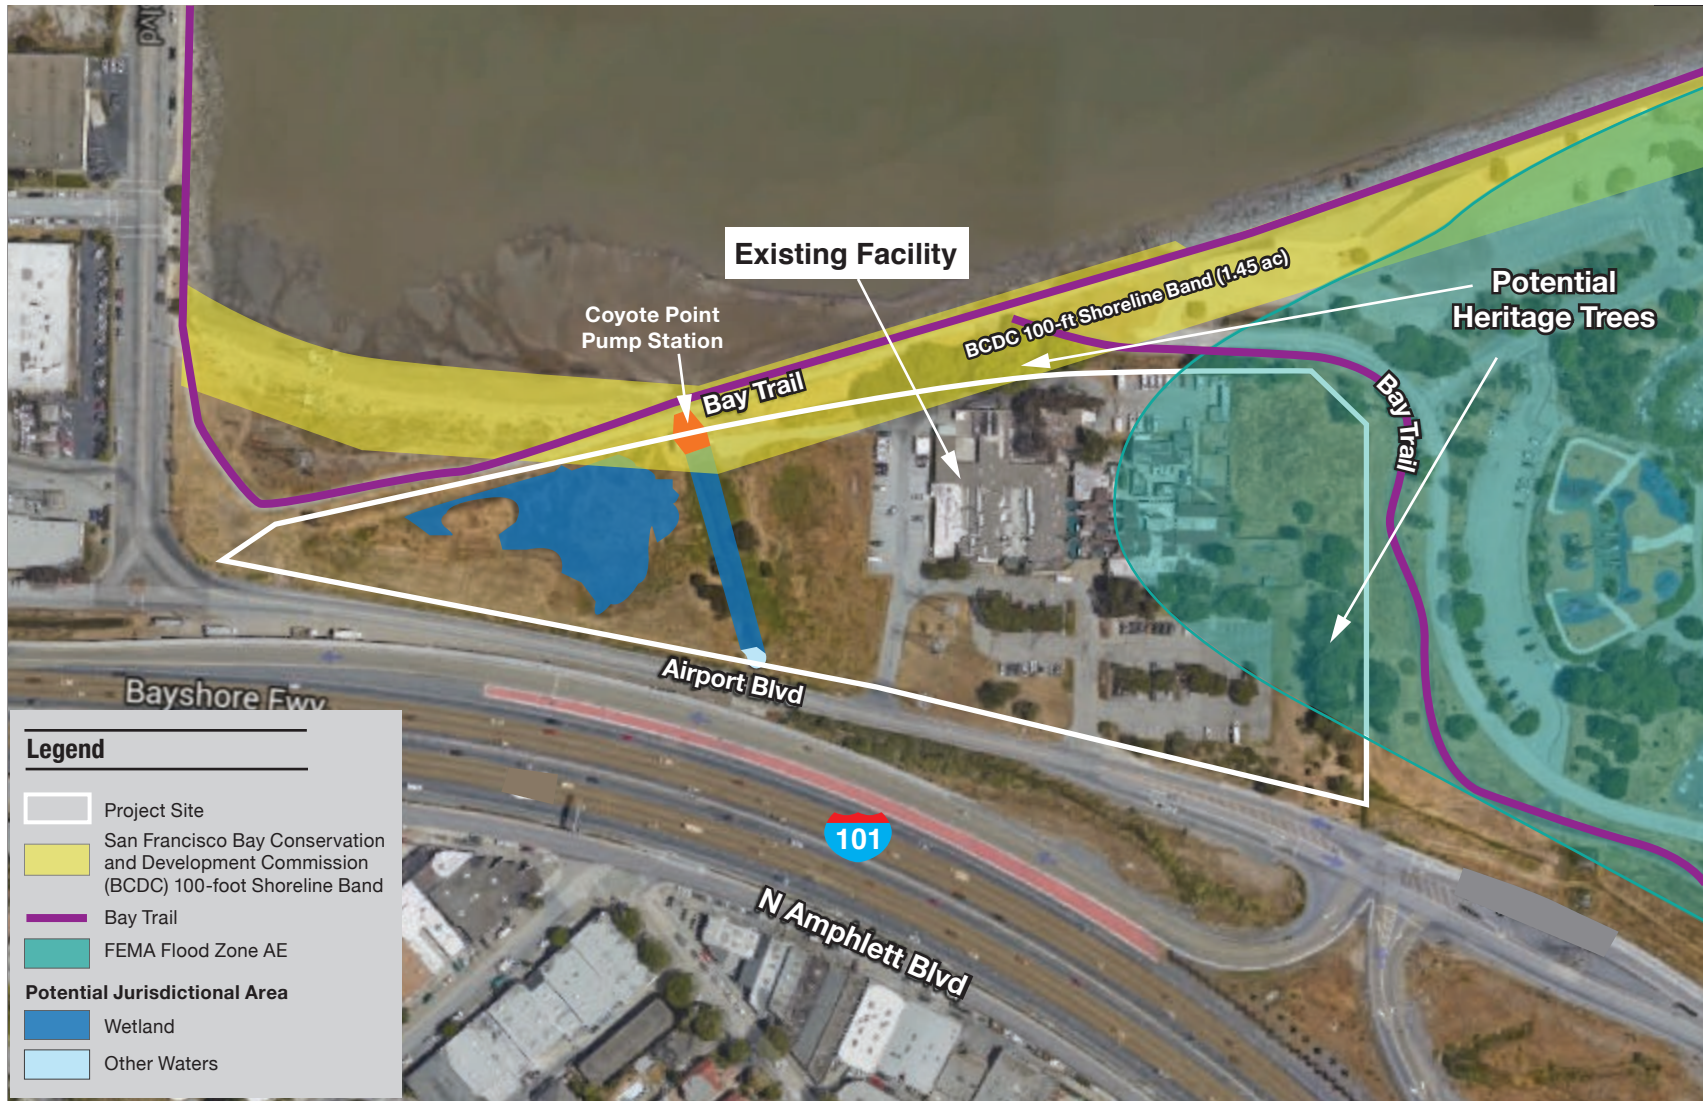 Blvd
Existing Facility
Coyote Point
Pump Station
BCDC 100-ft Shoreline Band (1.45 ac)
Potential
Heritage Trees
Bay Trail
Bay Trail
Airport Blvd
Bayshore Fwy
101
N Amphlett Blvd
Legend
Project Site
San Francisco Bay Conservation
and Development Commission
(BCDC) 100-foot Shoreline Band
Bay Trail
FEMA Flood Zone AE
Potential Jurisdictional Area
Wetland
Other Waters